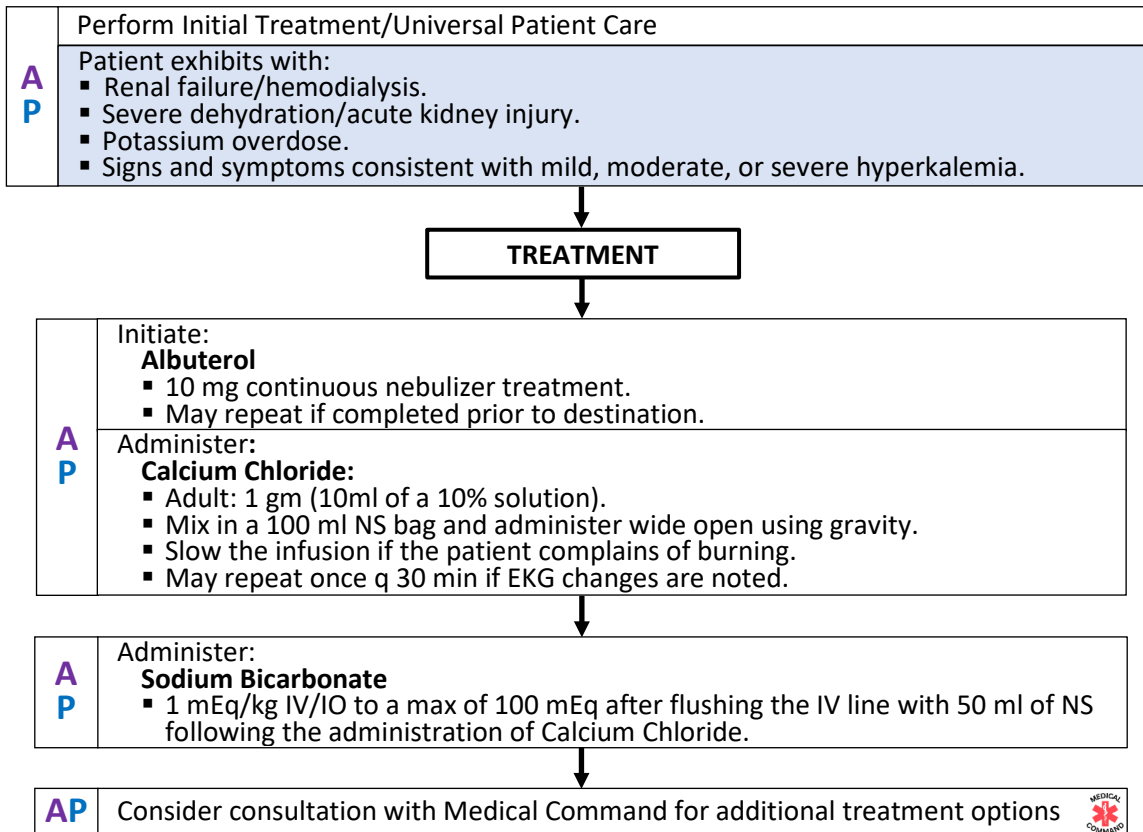 Perform Initial Treatment/Universal Patient Care
A
P
Patient exhibits with:
▪ Renal failure/hemodialysis.
▪ Severe dehydration/acute kidney injury.
▪ Potassium overdose.
▪ Signs and symptoms consistent with mild, moderate, or severe hyperkalemia.
TREATMENT
A
P
Initiate:
Albuterol
▪ 10 mg continuous nebulizer treatment.
▪ May repeat if completed prior to destination.
Administer:
Calcium Chloride:
▪ Adult: 1 gm (10ml of a 10% solution).
▪ Mix in a 100 ml NS bag and administer wide open using gravity.
▪ Slow the infusion if the patient complains of burning.
▪ May repeat once q 30 min if EKG changes are noted.
A
P
Administer:
Sodium Bicarbonate
▪ 1 mEq/kg IV/IO to a max of 100 mEq after flushing the IV line with 50 ml of NS
following the administration of Calcium Chloride.
AP Consider consultation with Medical Command for additional treatment options
MEDICAL
COMMAND